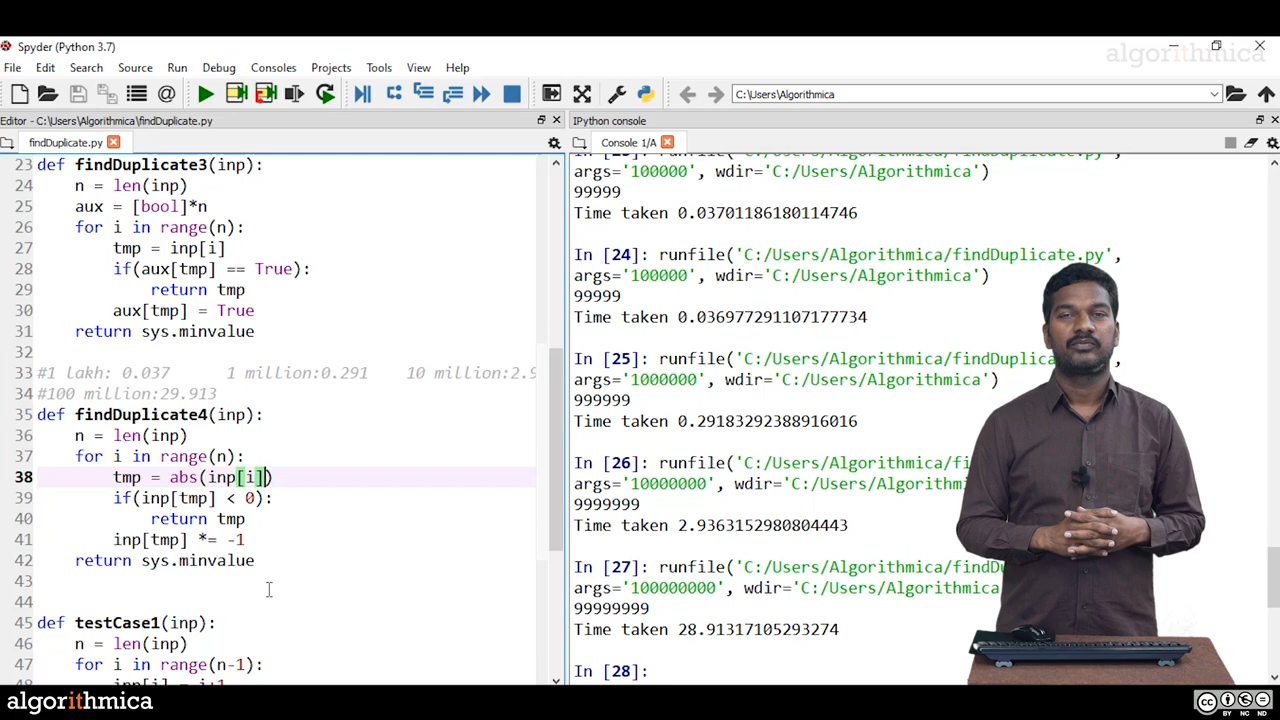 algorithmica
Spyder (Python 3.7)
File Edit Search Source Run Debug Consoles Projects Tools View Help
C:\Users\Algorithmica
Editor - C:\Users\Algorithmica\findDuplicate.py
IPython console
findDuplicate.py
Console 1/A
23 def findDuplicate3(inp):
24 n = len(inp)
25 aux = [bool]*n
26 for i in range(n):
27 tmp = inp[i]
28 if(aux[tmp] == True):
29 return tmp
30 aux[tmp] = True
31 return sys.minvalue
32
33 #1 lakh: 0.037 1 million:0.291 10 million:2.9
34 #100 million:29.913
35 def findDuplicate4(inp):
36 n = len(inp)
37 for i in range(n):
38 tmp = abs(inp[i])
39 if(inp[tmp] < 0):
40 return tmp
41 inp[tmp] *= -1
42 return sys.minvalue
43
44
45 def testCase1(inp):
46 n = len(inp)
47 for i in range(n-1):
inp[i] = i+1
args='100000', wdir='C:/Users/Algorithmica')
99999
Time taken 0.03701186180114746
In [24]: runfile('C:/Users/Algorithmica/findDuplicate.py',
args='100000', wdir='C:/Users/Algorithmica')
99999
Time taken 0.036977291107177734
In [25]: runfile('C:/Users/Algorithmica/findDuplica
args='1000000', wdir='C:/Users/Algorithmica')
999999
Time taken 0.29183292388916016
In [26]: runfile('C:/Users/Algorithmica/findDu
args='10000000', wdir='C:/Users/Algorithmica'
9999999
Time taken 2.9363152980804443
In [27]: runfile('C:/Users/Algorithmica/findD
args='100000000', wdir='C:/Users/Algorithmica
99999999
Time taken 28.91317105293274
In [28]:
algorithmica
CC BY NC ND